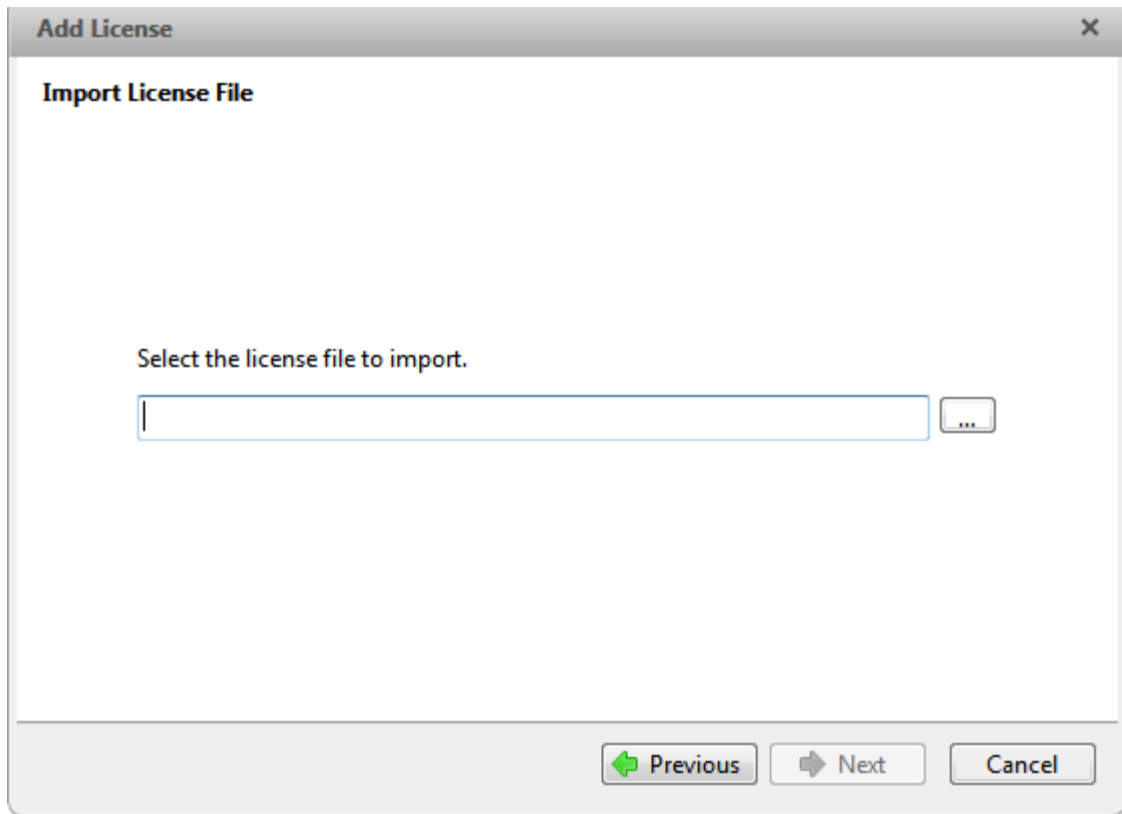 Add License
Import License File
Select the license file to import.
...
Previous
Next
Cancel